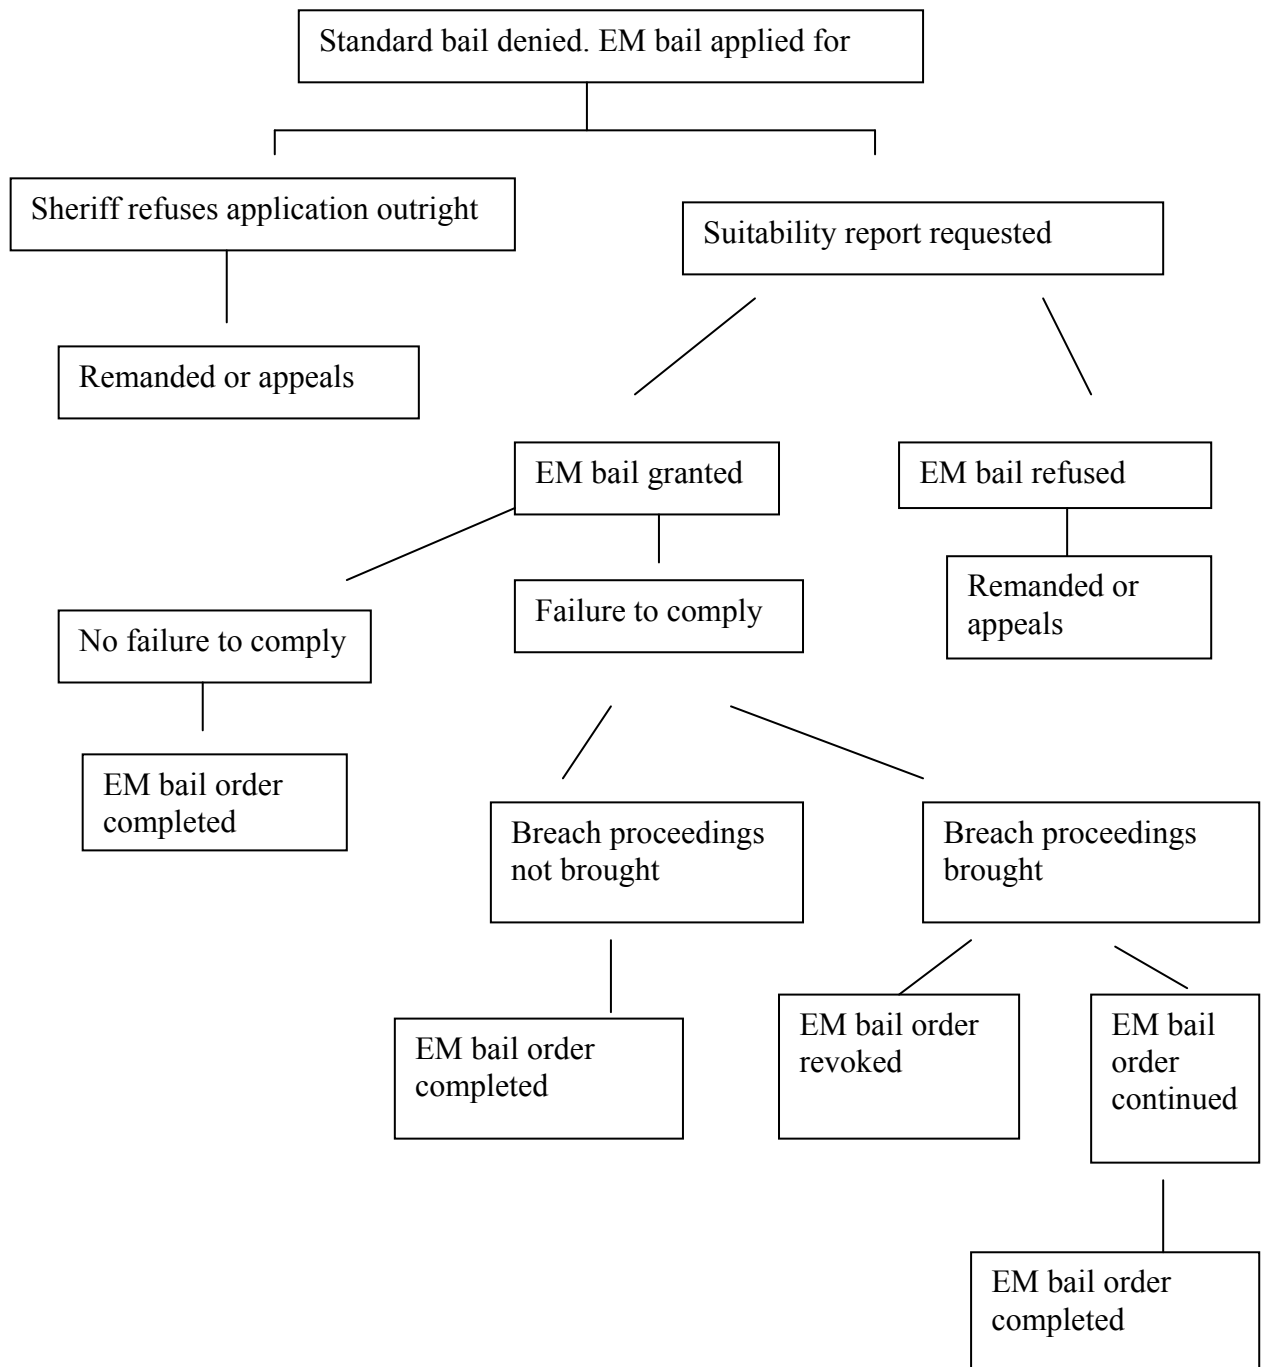 Standard bail denied. EM bail applied for
Sheriff refuses application outright
Suitability report requested
Remanded or appeals
EM bail granted
EM bail refused
No failure to comply
Failure to comply
Remanded or
appeals
EM bail order
completed
Breach proceedings
not brought
Breach proceedings
brought
EM bail order
completed
EM bail order
revoked
EM bail
order
continued
EM bail order
completed